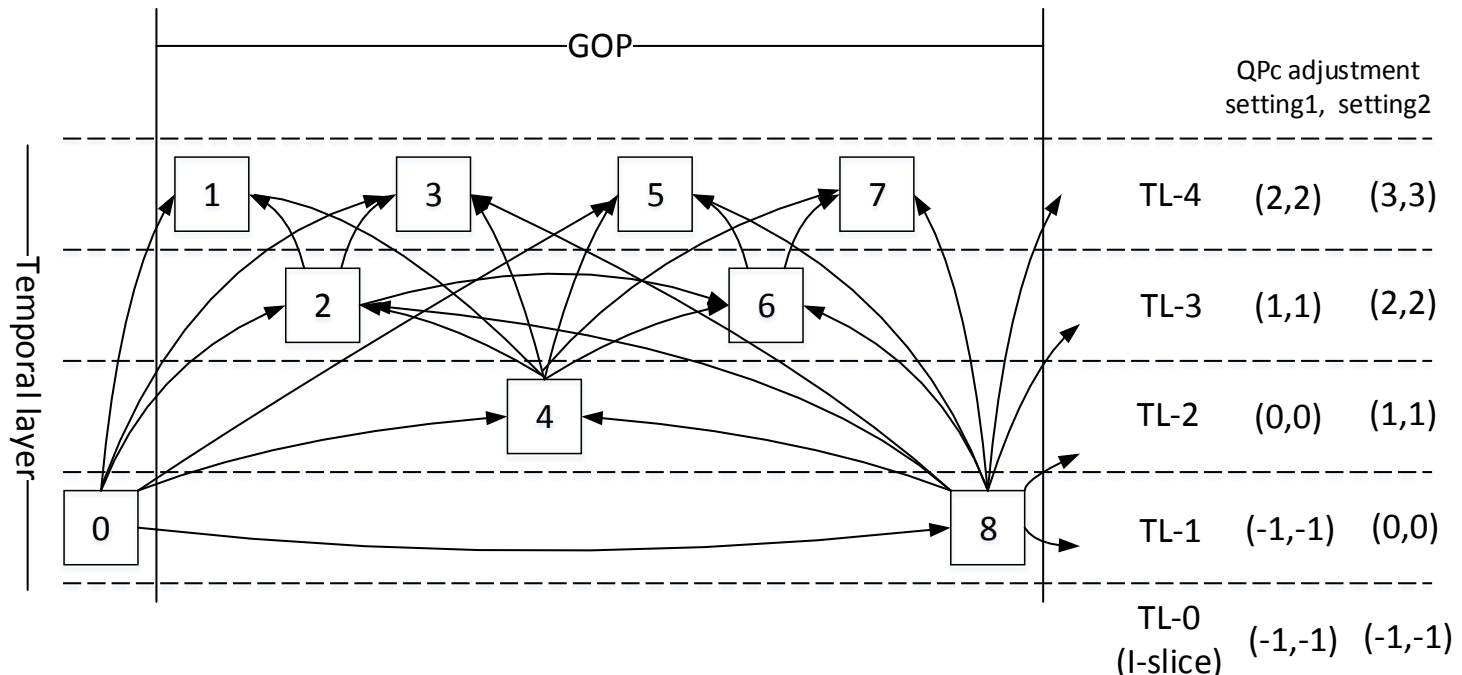 GOP
QPc adjustment
setting1, setting2
Temporal layer
1 3 5 7 TL-4 (2,2) (3,3)
2 6 TL-3 (1,1) (2,2)
4 TL-2 (0,0) (1,1)
0 8 TL-1 (-1,-1) (0,0)
TL-0
(I-slice) (-1,-1) (-1,-1)